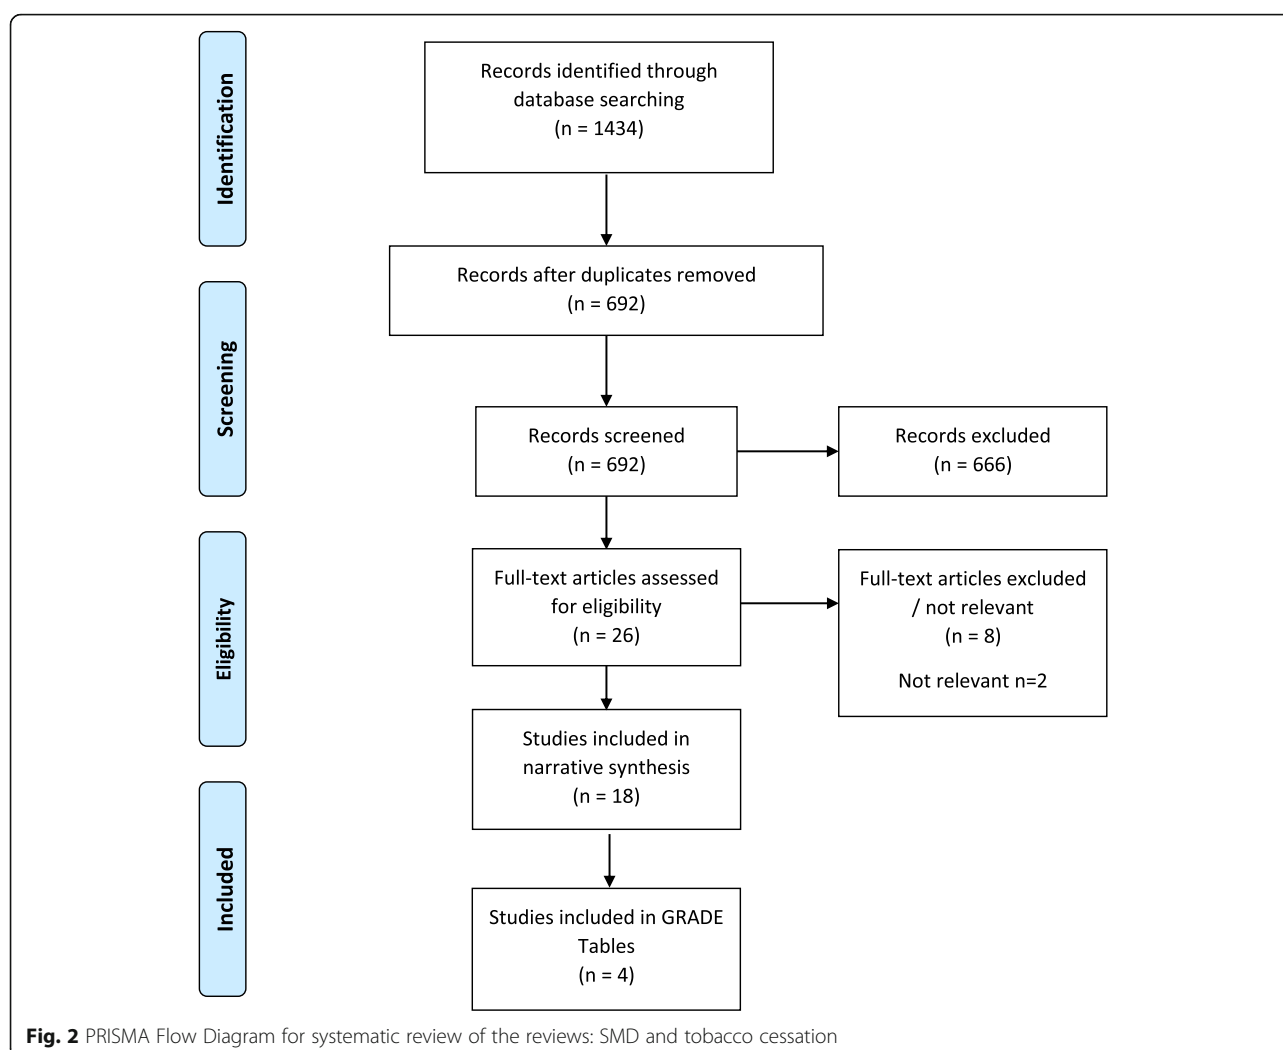 Identification
Records identified through
database searching
(n = 1434)
Records after duplicates removed
(n = 692)
Screening
Records screened
(n = 692)
Records excluded
(n = 666)
Eligibility
Full-text articles assessed
for eligibility
(n = 26)
Full-text articles excluded
/ not relevant
(n = 8)
Not relevant n=2
Studies included in
narrative synthesis
(n = 18)
Included
Studies included in GRADE
Tables
(n = 4)
Fig. 2 PRISMA Flow Diagram for systematic review of the reviews: SMD and tobacco cessation